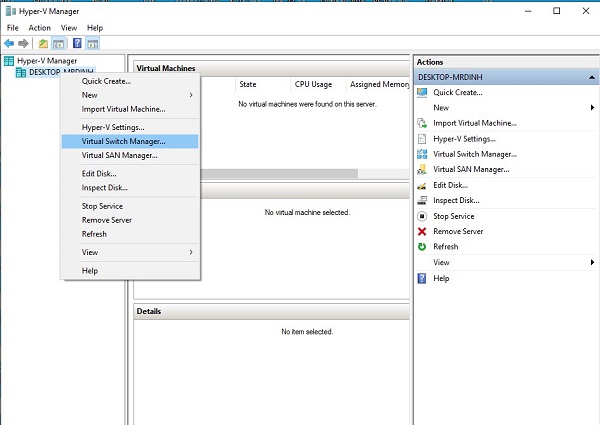 Hyper-V Manager
File Action View Help
Hyper-V Manager
DESKTOP-MRDINH
Quick Create...
New
Import Virtual Machine...
Hyper-V Settings...
Virtual Switch Manager...
Virtual SAN Manager...
Edit Disk...
Inspect Disk...
Stop Service
Remove Server
Refresh
View
Help
Virtual Machines
State CPU Usage Assigned Memory
No virtual machines were found on this server.
No virtual machine selected.
Details
No item selected.
Actions
DESKTOP-MRDINH
Quick Create...
New
Import Virtual Machine...
Hyper-V Settings...
Virtual Switch Manager...
Virtual SAN Manager...
Edit Disk...
Inspect Disk...
Stop Service
Remove Server
Refresh
View
Help